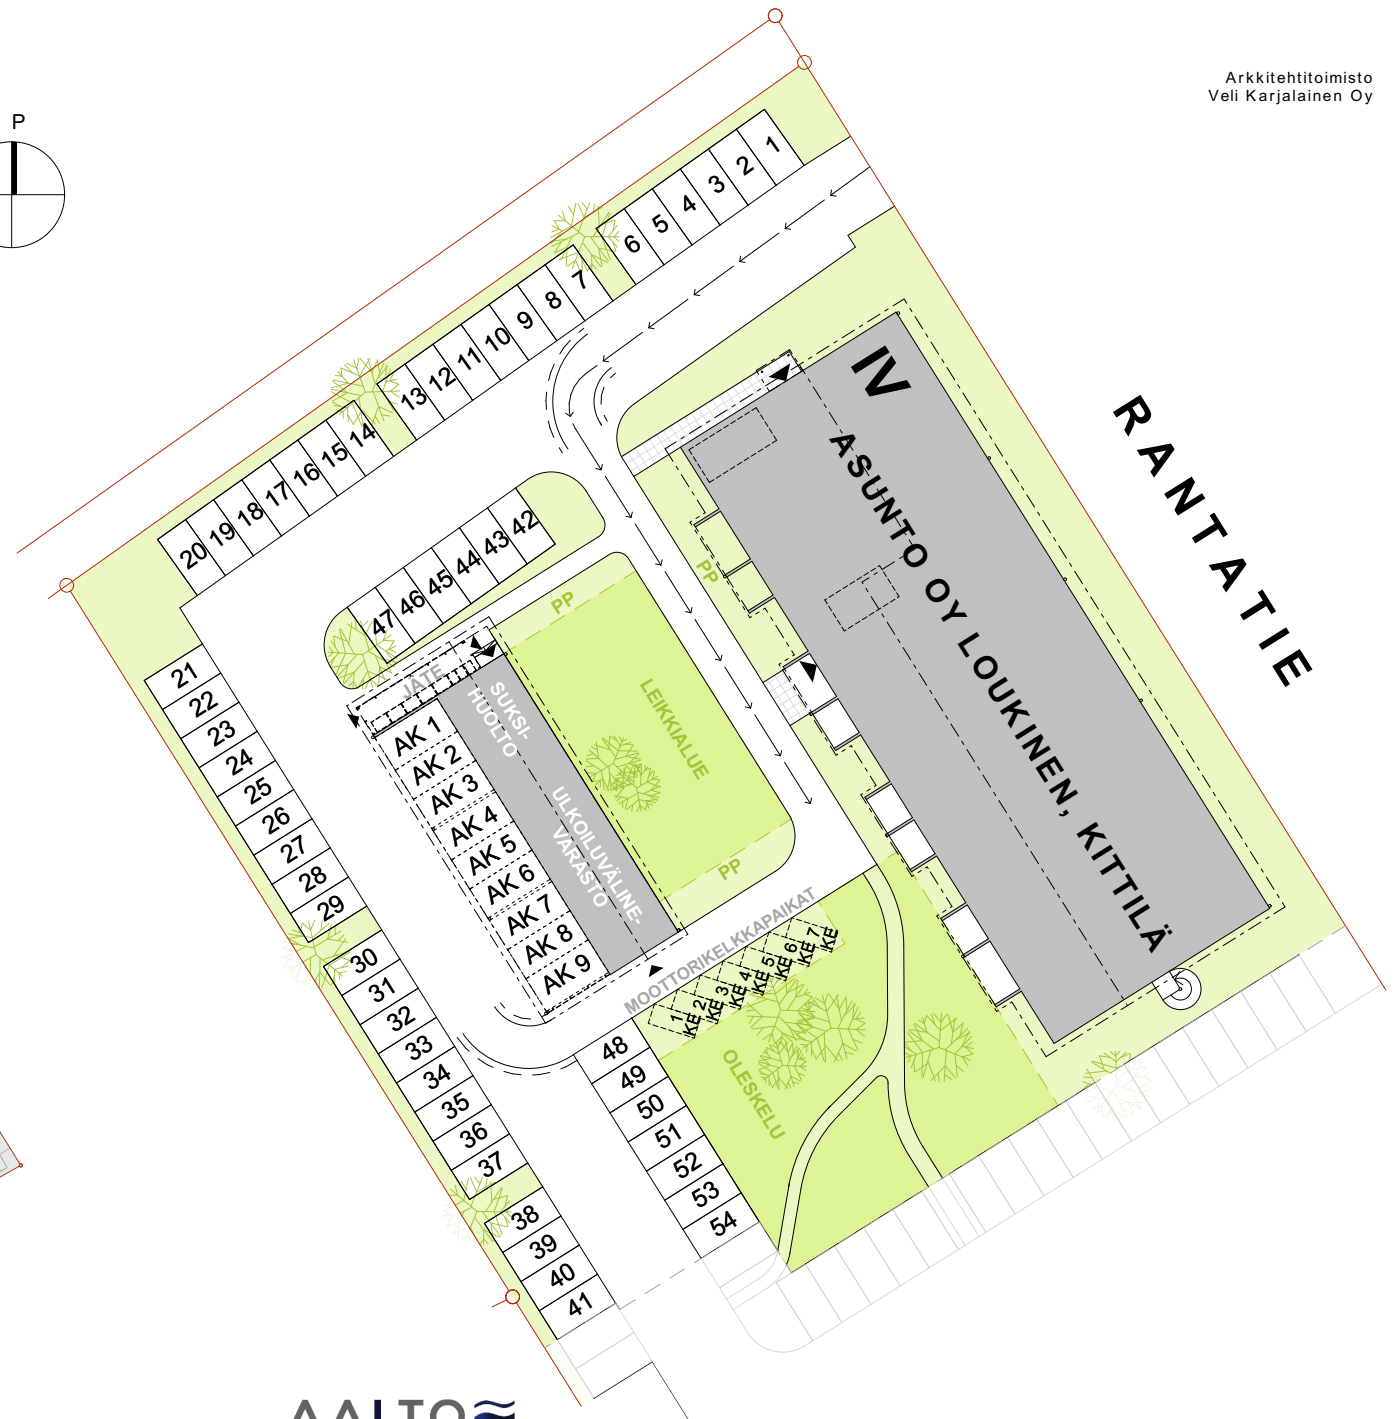 Arkkitehtitoimisto
Veli Karjalainen Oy
P
1
2
3
4
5
6
7
8
9
10
11
12
13
14
15
16
17
18
19
20
IV
ASUNTO OY LOUKINEN, KITTILÄ
RANTATIE
42
43
44
45
46
47
PP
PP
JÄTE
SUKSI-
HUOLTO
LEIKKIALUE
21
22
23
24
25
26
27
28
29
AK 1
AK 2
AK 3
AK 4
AK 5
AK 6
AK 7
AK 8
AK 9
ULKOILUVÄLINE-
VARASTO
PP
MOOTTORIKELKKAPAIKAT
KE 1
KE 2
KE 3
KE 4
KE 5
KE 6
KE 7
30
31
32
33
34
35
36
37
38
39
40
41
48
49
50
51
52
53
54
OLESKELU
AALTO